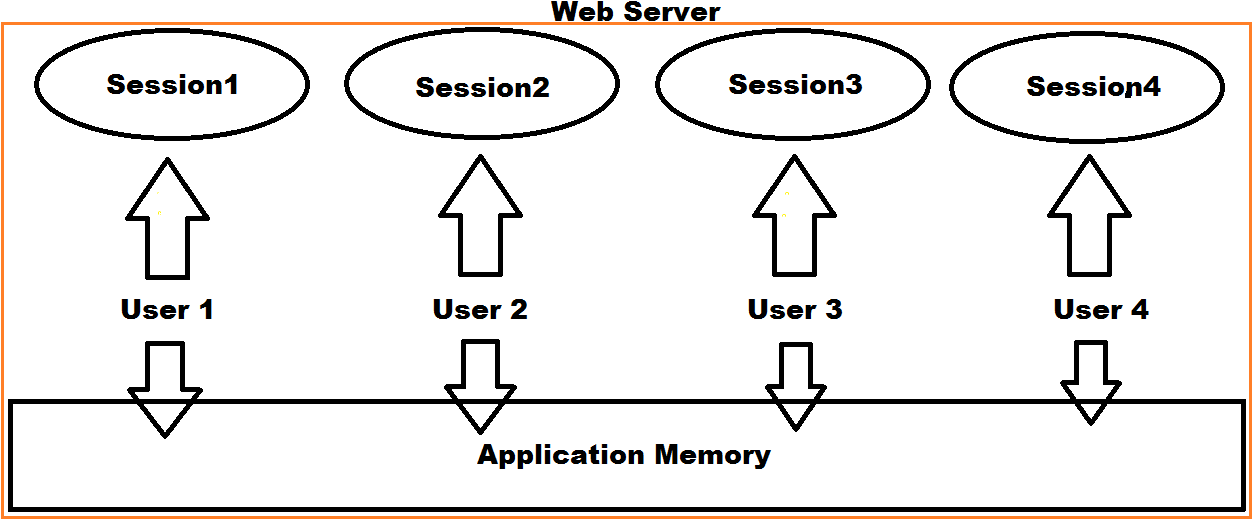 Web Server
Session1
Session2
Session3
Session4
User 1
User 2
User 3
User 4
Application Memory